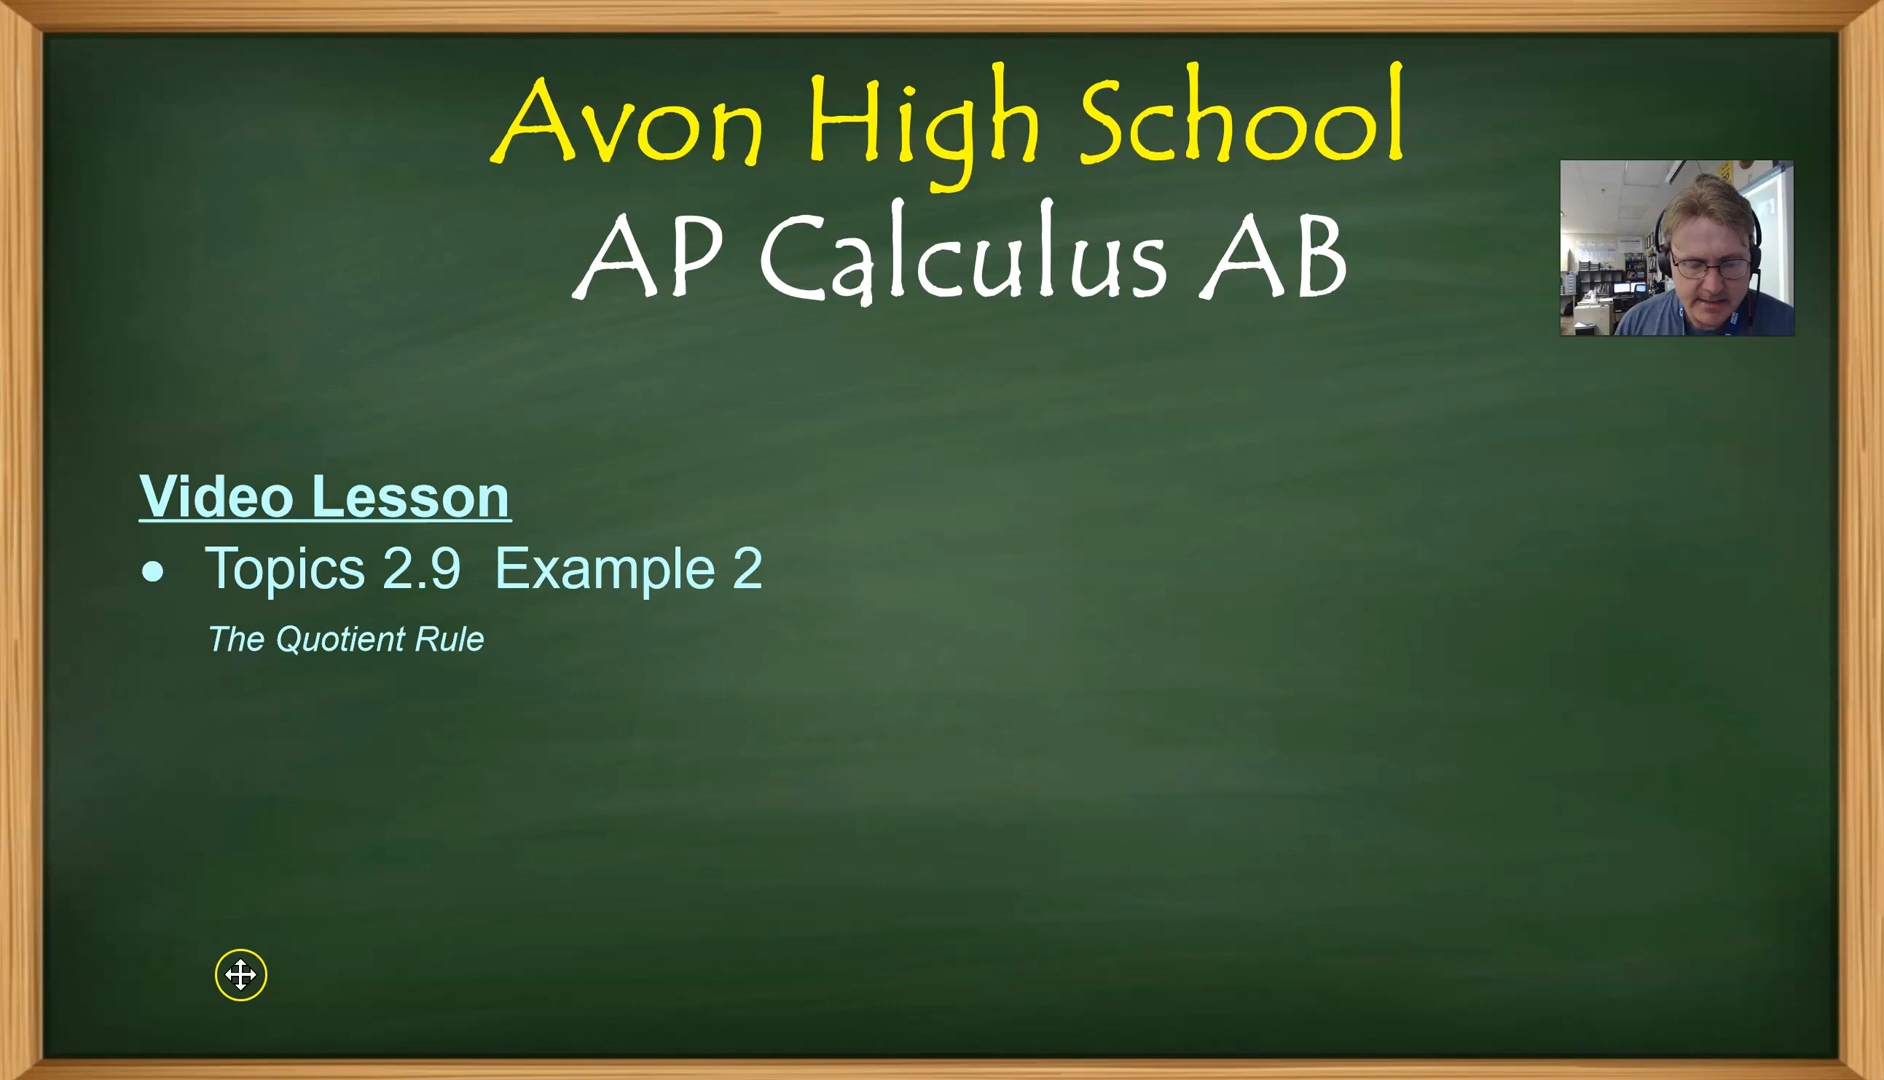 Avon High School
AP Calculus AB
Video Lesson
• Topics 2.9 Example 2
The Quotient Rule